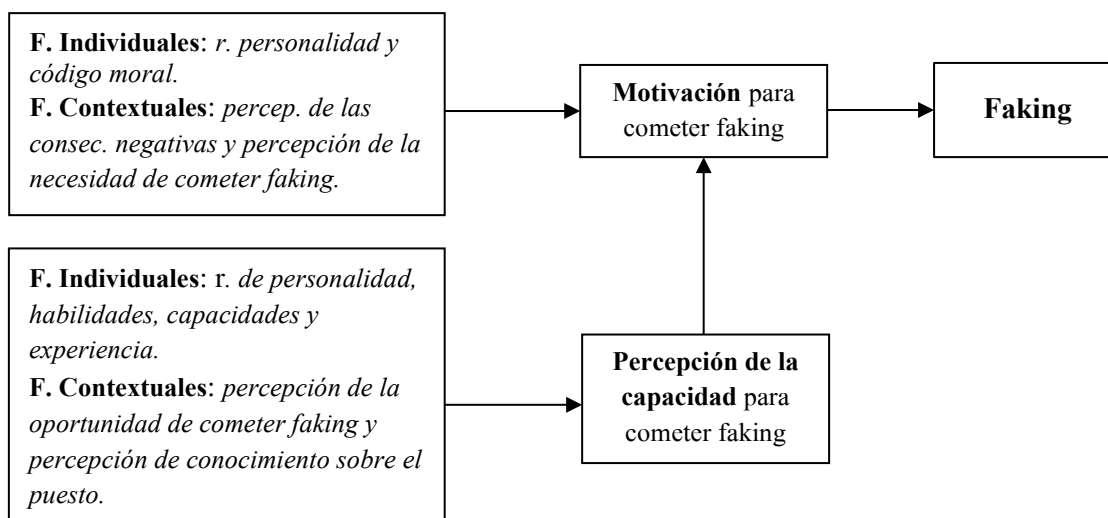 F. Individuales: r. personalidad y
código moral.
F. Contextuales: percep. de las
consec. negativas y percepción de la
necesidad de cometer faking.
Motivación para
cometer faking
Faking
F. Individuales: r. de personalidad,
habilidades, capacidades y
experiencia.
F. Contextuales: percepción de la
oportunidad de cometer faking y
percepción de conocimiento sobre el
puesto.
Percepción de la
capacidad para
cometer faking